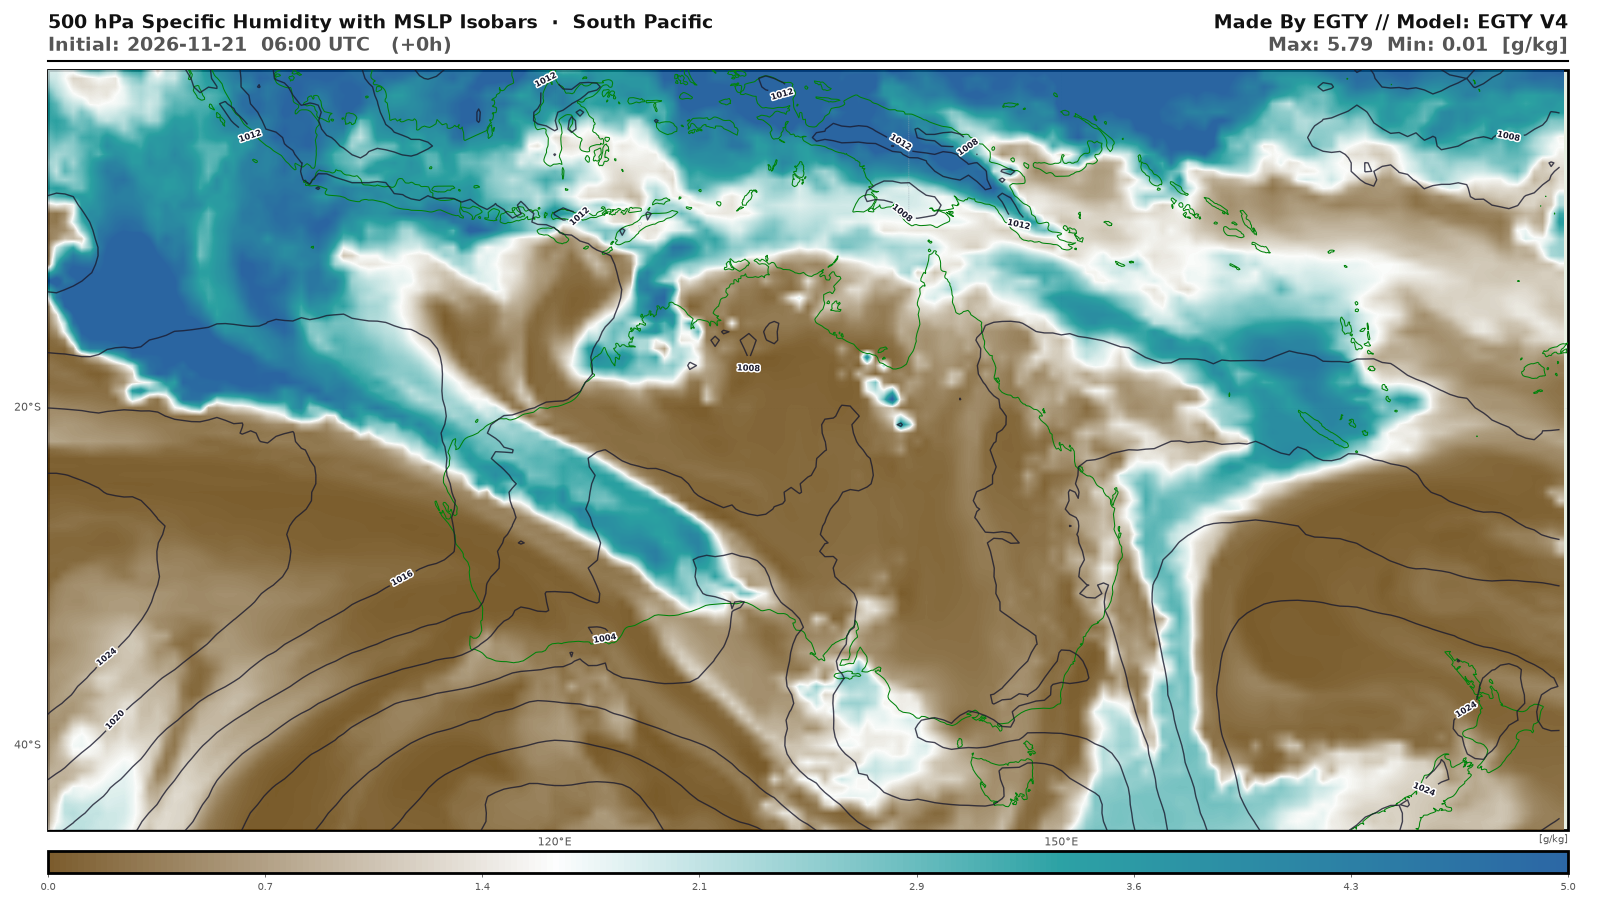 500 hPa Specific Humidity with MSLP Isobars · South Pacific
Made By EGTY // Model: EGTY V4
Initial: 2026-11-21 06:00 UTC (+0h)
Max: 5.79 Min: 0.01 [g/kg]
1012
1012
1012
1012
1008
1008
1012
1008
1012
1008
20°S
1016
1004
1024
1020
1024
40°S
1024
120°E
150°E
[g/kg]
0.0
0.7
1.4
2.1
2.9
3.6
4.3
5.0